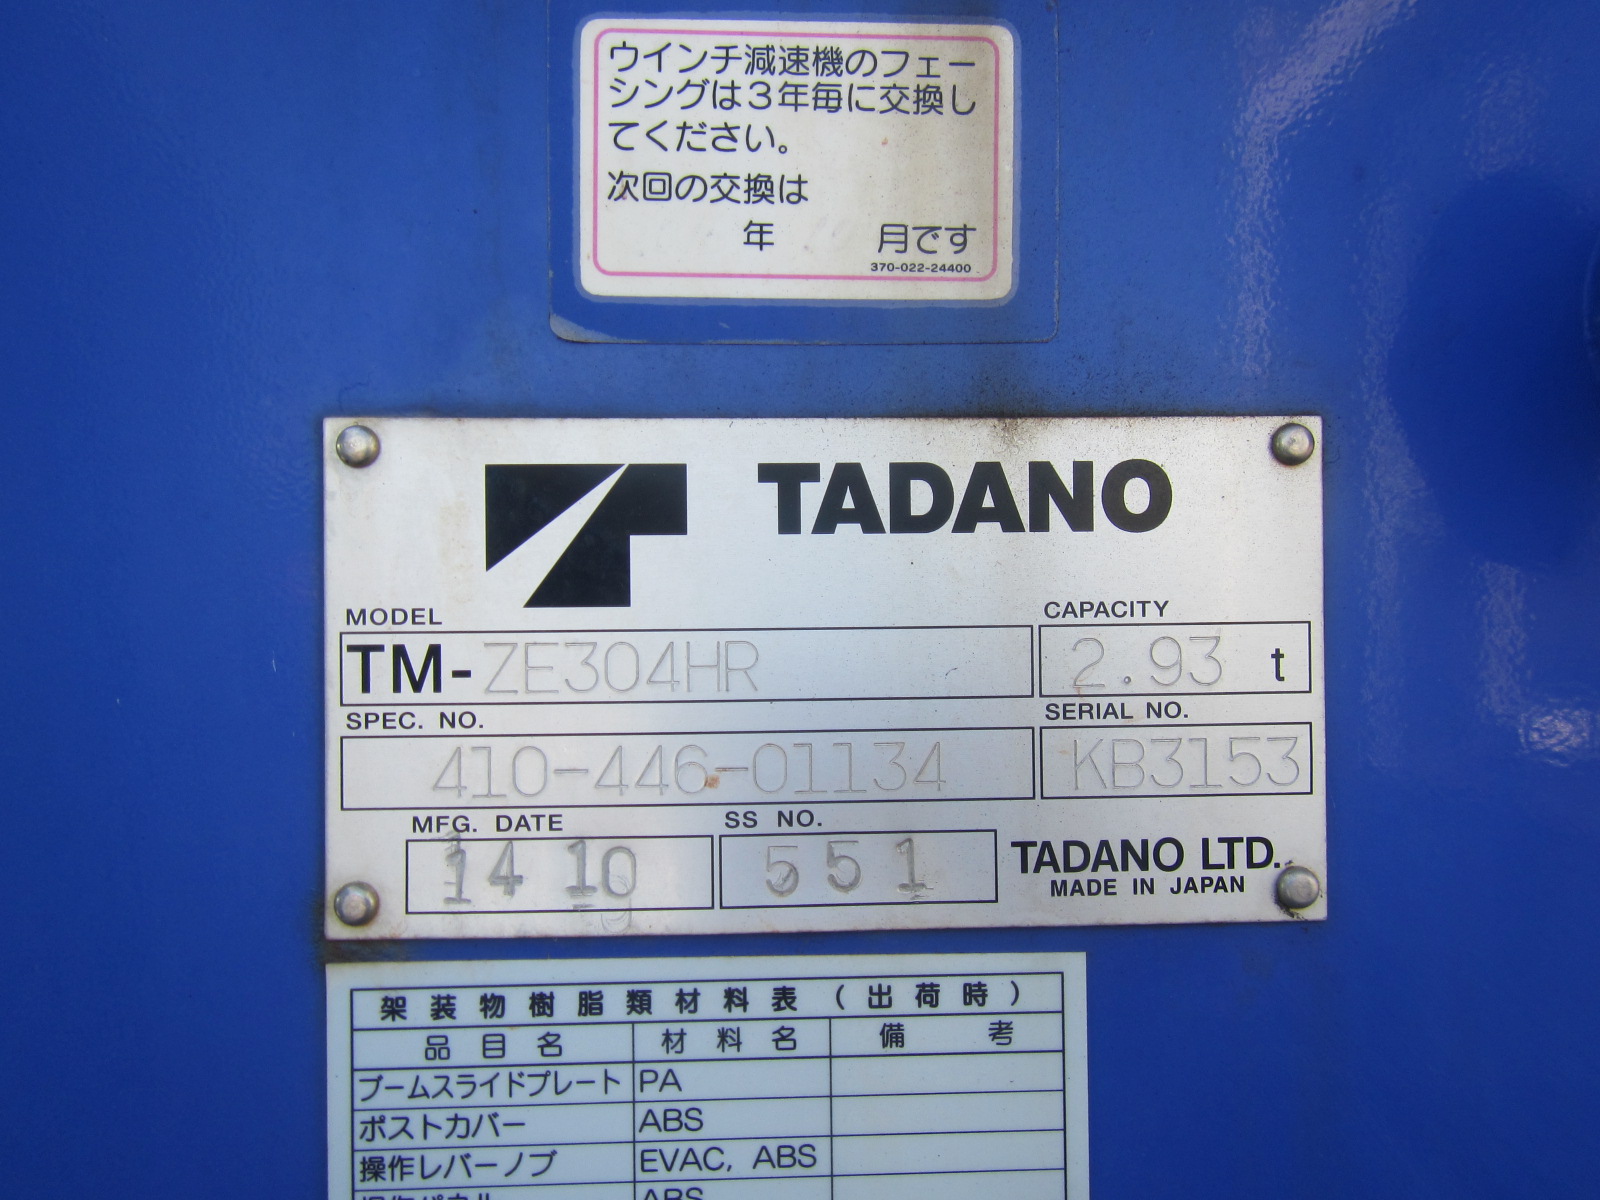 ウインチ減速機のフェー
シングは3年毎に交換し
てください。
次回の交換は
年 月です
370-022-24400
TADANO
MODEL
CAPACITY
TM-ZE304HR
2.93 t
SPEC. NO.
SERIAL NO.
410-446-01134
KB3153
MFG. DATE
SS NO.
14 10
551
TADANO LTD.
MADE IN JAPAN
架装物樹脂類材料表(出荷時)
品目名 材料名 備考
ブームスライドプレート PA
ポストカバー ABS
操作レバーノブ EVAC, ABS
ABS